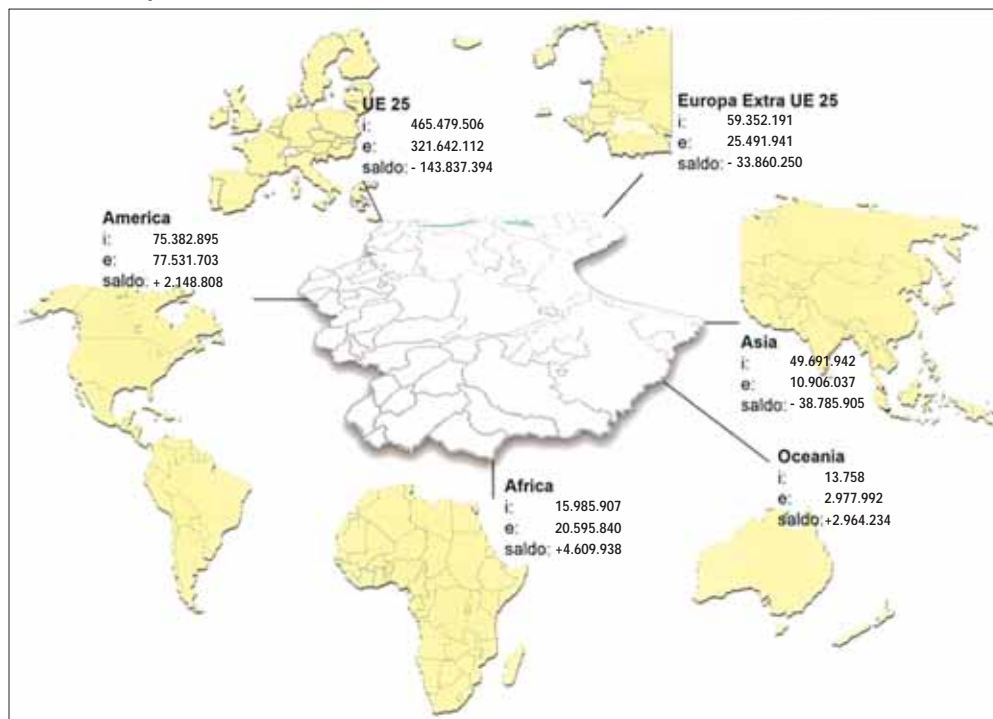 UE 25
i: 465.479.506
e: 321.642.112
saldo: - 143.837.394
Europa Extra UE 25
i: 59.352.191
e: 25.491.941
saldo: - 33.860.250
America
i: 75.382.895
e: 77.531.703
saldo: + 2.148.808
Asia
i: 49.691.942
e: 10.906.037
saldo: - 38.785.905
Oceania
i: 13.758
e: 2.977.992
saldo: +2.964.234
Africa
i: 15.985.907
e: 20.595.840
saldo: +4.609.938